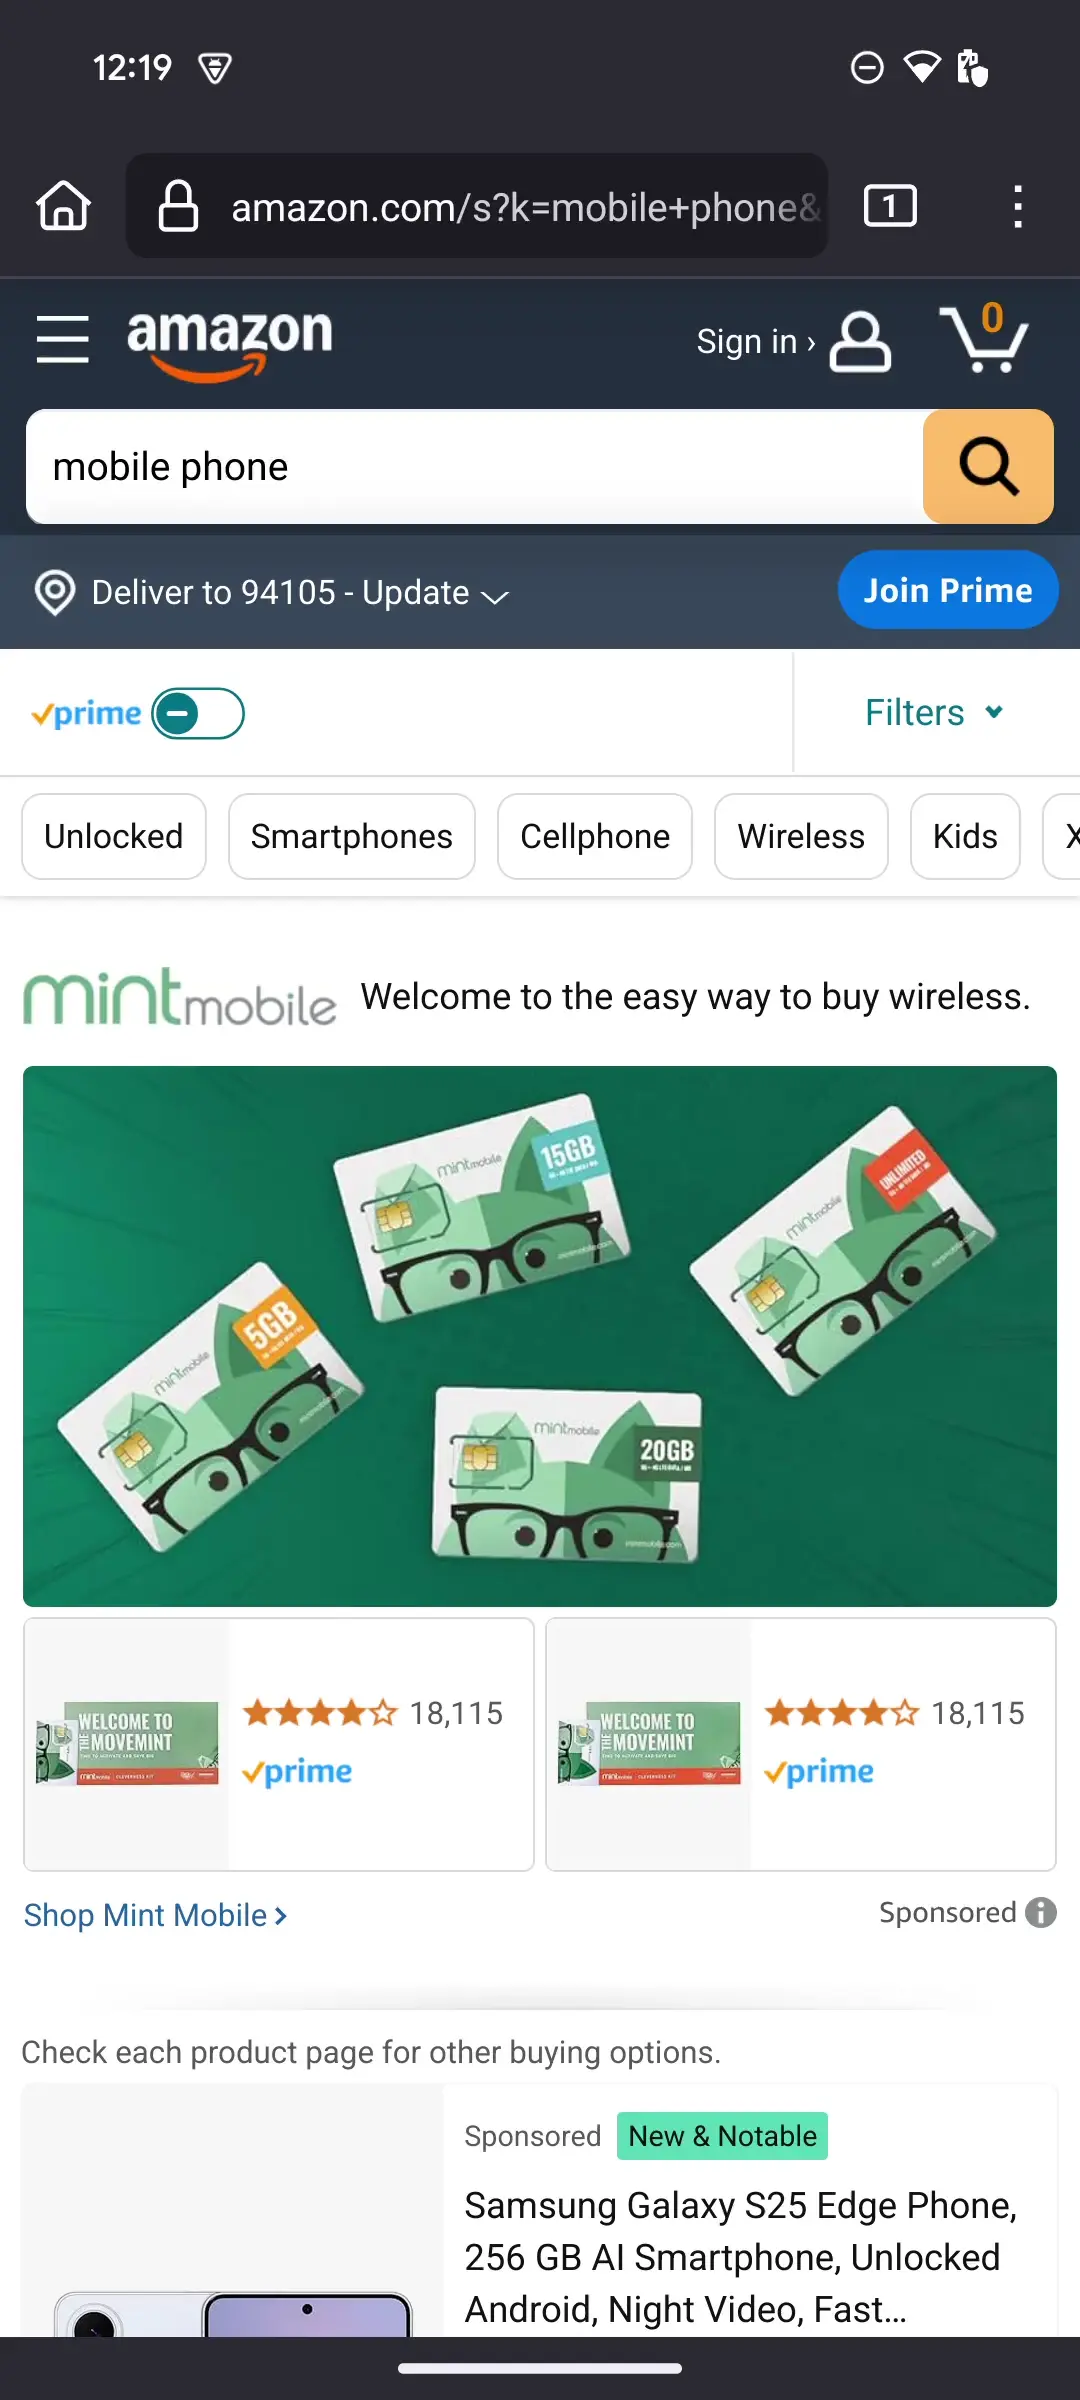 12:19
amazon.com/s?k=mobile+phone&
1
amazon
Sign in ›
0
mobile phone
Deliver to 94105 - Update
Join Prime
prime
Filters
Unlocked
Smartphones
Cellphone
Wireless
Kids
X
mintmobile
Welcome to the easy way to buy wireless.
mintmobile
15GB
mintmobile
UNLIMITED
mintmobile
5GB
mintmobile
20GB
WELCOME TO
THE MOVEMINT
18,115
prime
WELCOME TO
THE MOVEMINT
18,115
prime
Shop Mint Mobile ›
Sponsored
Check each product page for other buying options.
Sponsored
New & Notable
Samsung Galaxy S25 Edge Phone,
256 GB AI Smartphone, Unlocked
Android, Night Video, Fast…